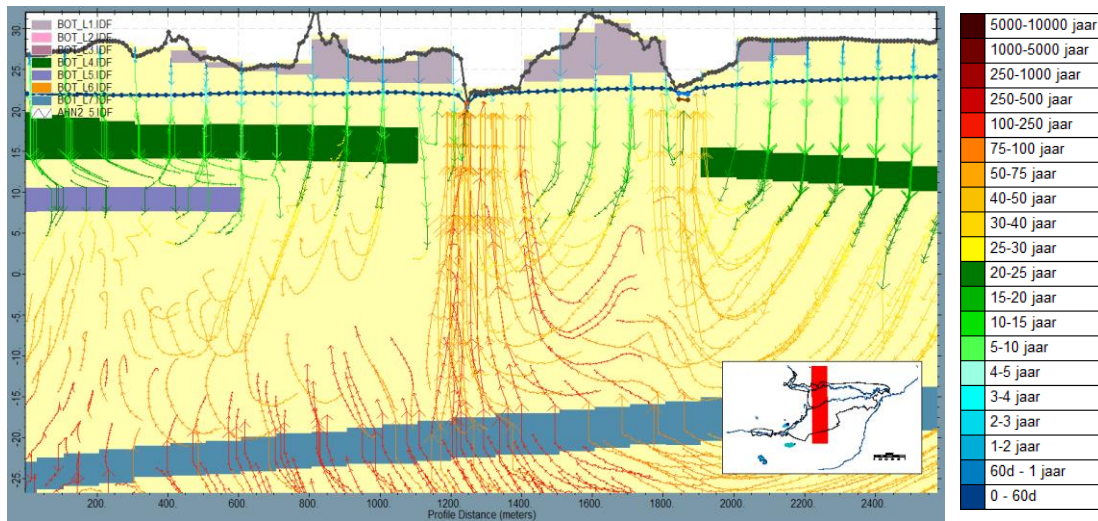 BOT_L1.IDF
BOT_L2.IDF
BOT_L3.IDF
BOT_L4.IDF
BOT_L5.IDF
BOT_L6.IDF
BOT_L7.IDF
AHN2_5.IDF
30
25
20
15
10
5
0
-5
-10
-15
-20
-25
200
400
600
800
1000
1200
1400
1600
1800
2000
2200
2400
Profile Distance (meters)
5000-10000 jaar
1000-5000 jaar
250-1000 jaar
250-500 jaar
100-250 jaar
75-100 jaar
50-75 jaar
40-50 jaar
30-40 jaar
25-30 jaar
20-25 jaar
15-20 jaar
10-15 jaar
5-10 jaar
4-5 jaar
3-4 jaar
2-3 jaar
1-2 jaar
60d - 1 jaar
0 - 60d